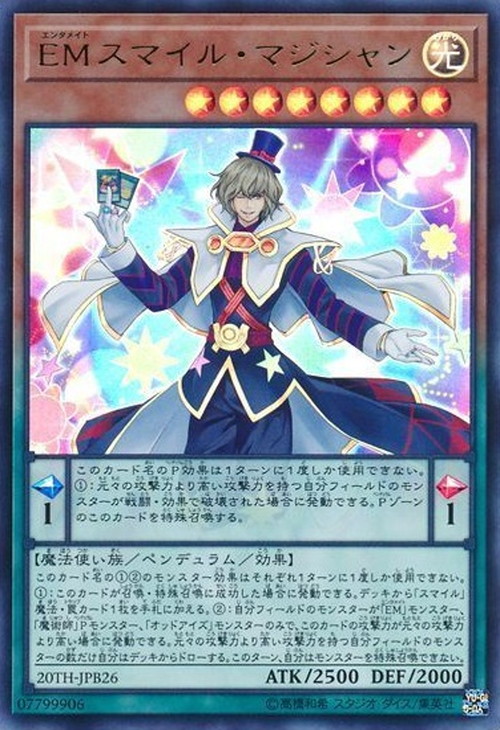 エンタメイト
EMスマイル・マジシャン
光
このカード名のP効果は1ターンに1度しか使用できない。
①：元々の攻撃力より高い攻撃力を持つ自分フィールドのモン
スターが戦闘・効果で破壊された場合に発動できる。Pゾーン
のこのカードを特殊召喚する。
1
1
【魔法使い族／ペンデュラム／効果】
このカード名の①②のモンスター効果はそれぞれ1ターンに1度しか使用できない。
①：このカードが召喚・特殊召喚に成功した場合に発動できる。デッキから「スマイル」
魔法・罠カード1枚を手札に加える。②：自分フィールドのモンスターが「EM」モンスター、
「魔術師」Pモンスター、「オッドアイズ」モンスターのみで、このカードの攻撃力が元々の攻撃力
より高い場合に発動できる。元々の攻撃力より高い攻撃力を持つ自分フィールドのモンスター
の数だけ自分はデッキからドローする。このターン、自分はモンスターを特殊召喚できない。
20TH-JPB26
ATK/2500 DEF/2000
07799906
©高橋和希 スタジオ・ダイス/集英社